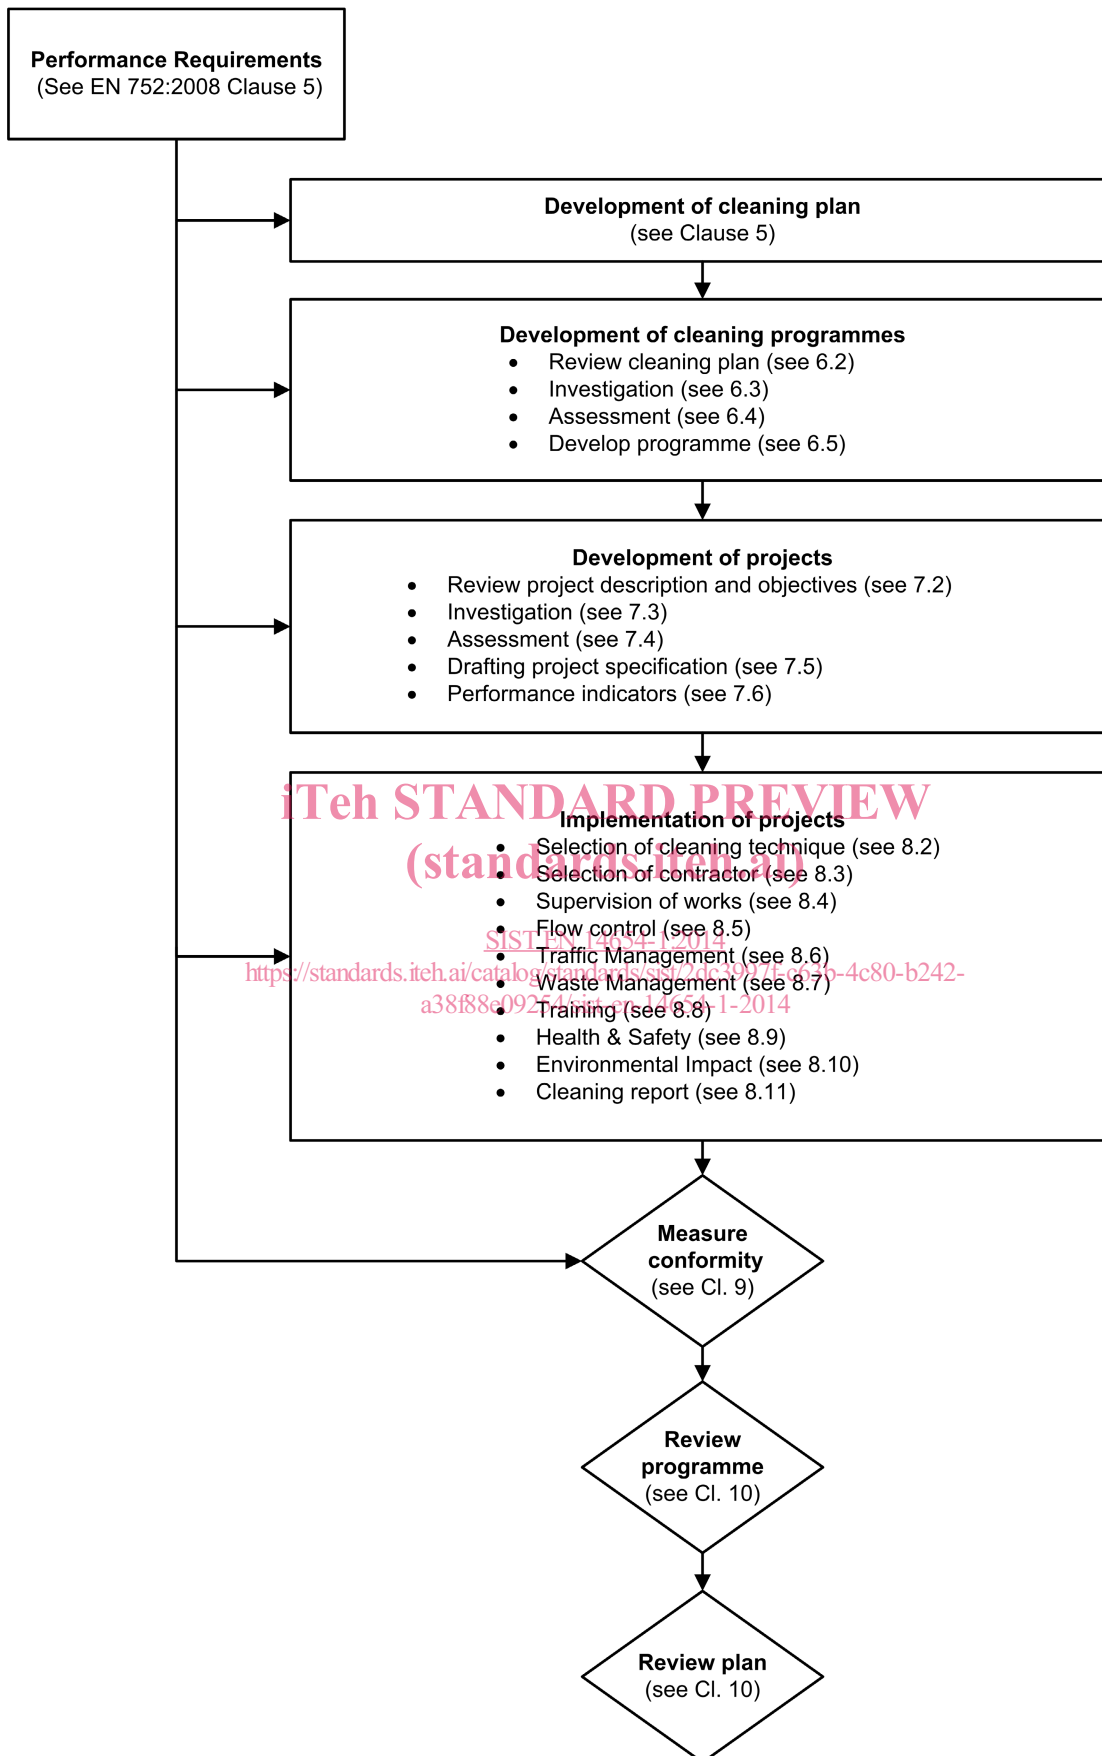 Performance Requirements
(See EN 752:2008 Clause 5)
Development of cleaning plan
(see Clause 5)
Development of cleaning programmes
• Review cleaning plan (see 6.2)
• Investigation (see 6.3)
• Assessment (see 6.4)
• Develop programme (see 6.5)
Development of projects
• Review project description and objectives (see 7.2)
• Investigation (see 7.3)
• Assessment (see 7.4)
• Drafting project specification (see 7.5)
• Performance indicators (see 7.6)
iTeh STANDARD PREVIEW
Implementation of projects
• Selection of cleaning technique (see 8.2)
(standards.iteh.ai)
• Selection of contractor (see 8.3)
• Supervision of works (see 8.4)
• Flow control (see 8.5)
SIST EN 14654-1:2014
• Traffic Management (see 8.6)
https://standards.iteh.ai/catalog/standards/sist/2dc3997f-c63b-4c80-b242-
• Waste Management (see 8.7)
a38f88e09254/sist-en-14654-1-2014
• Training (see 8.8)
• Health & Safety (see 8.9)
• Environmental Impact (see 8.10)
• Cleaning report (see 8.11)
Measure
conformity
(see Cl. 9)
Review
programme
(see Cl. 10)
Review plan
(see Cl. 10)